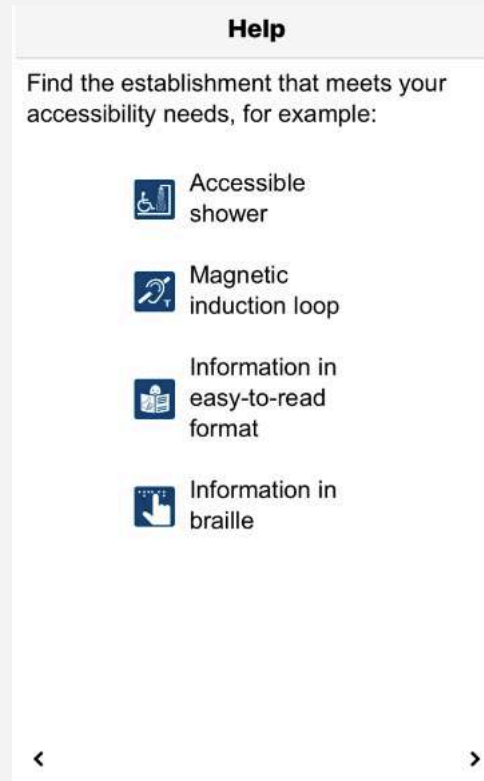 Help
Find the establishment that meets your
accessibility needs, for example:
Accessible
shower
Magnetic
induction loop
T
Information in
easy-to-read
format
Information in
braille